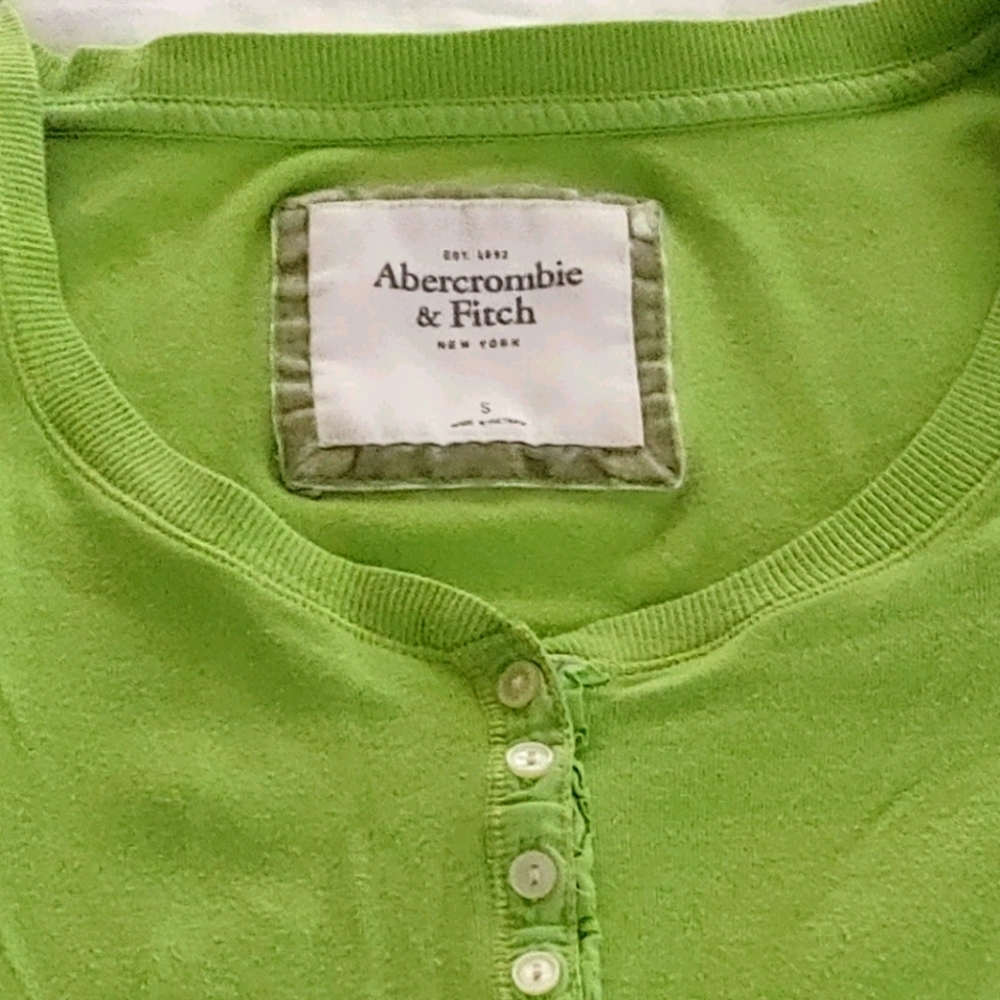 EST. 1892
Abercrombie
& Fitch
NEW YORK
S